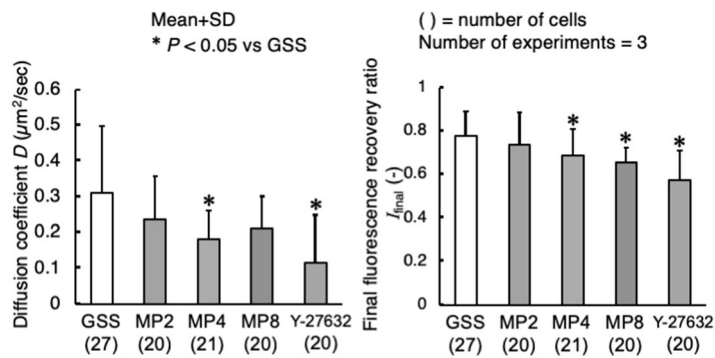 Mean+SD
* P < 0.05 vs GSS
( ) = number of cells
Number of experiments = 3
Diffusion coefficient D (μm²/sec)
0.6
0.5
0.4
0.3
0.2
0.1
0
* *
GSS MP2 MP4 MP8 Y-27632
(27) (20) (21) (20) (20)
Final fluorescence recovery ratio
I_final (-)
1
0.8
0.6
0.4
0.2
0
* * *
GSS MP2 MP4 MP8 Y-27632
(27) (20) (21) (20) (20)